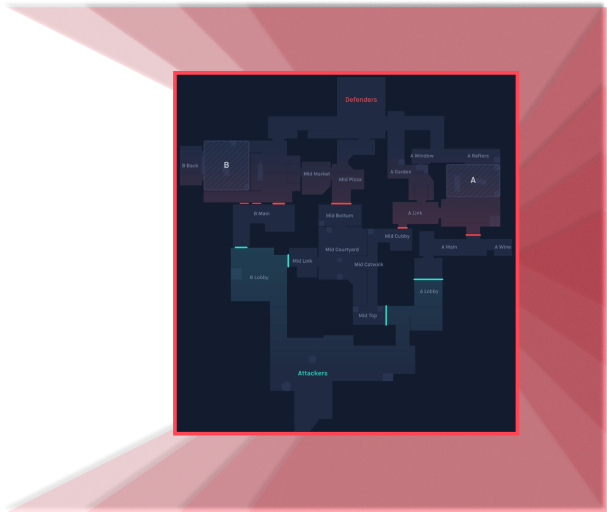 Defenders
A Window
A Rafters
B Back
B
A Garden
Mid Market
Mid Plaza
A
B Main
Mid Bottom
A Link
Mid Cubby
Mid Courtyard
A Main
A Wine
Mid Link
Mid Catwalk
B Lobby
A Lobby
Mid Top
Attackers